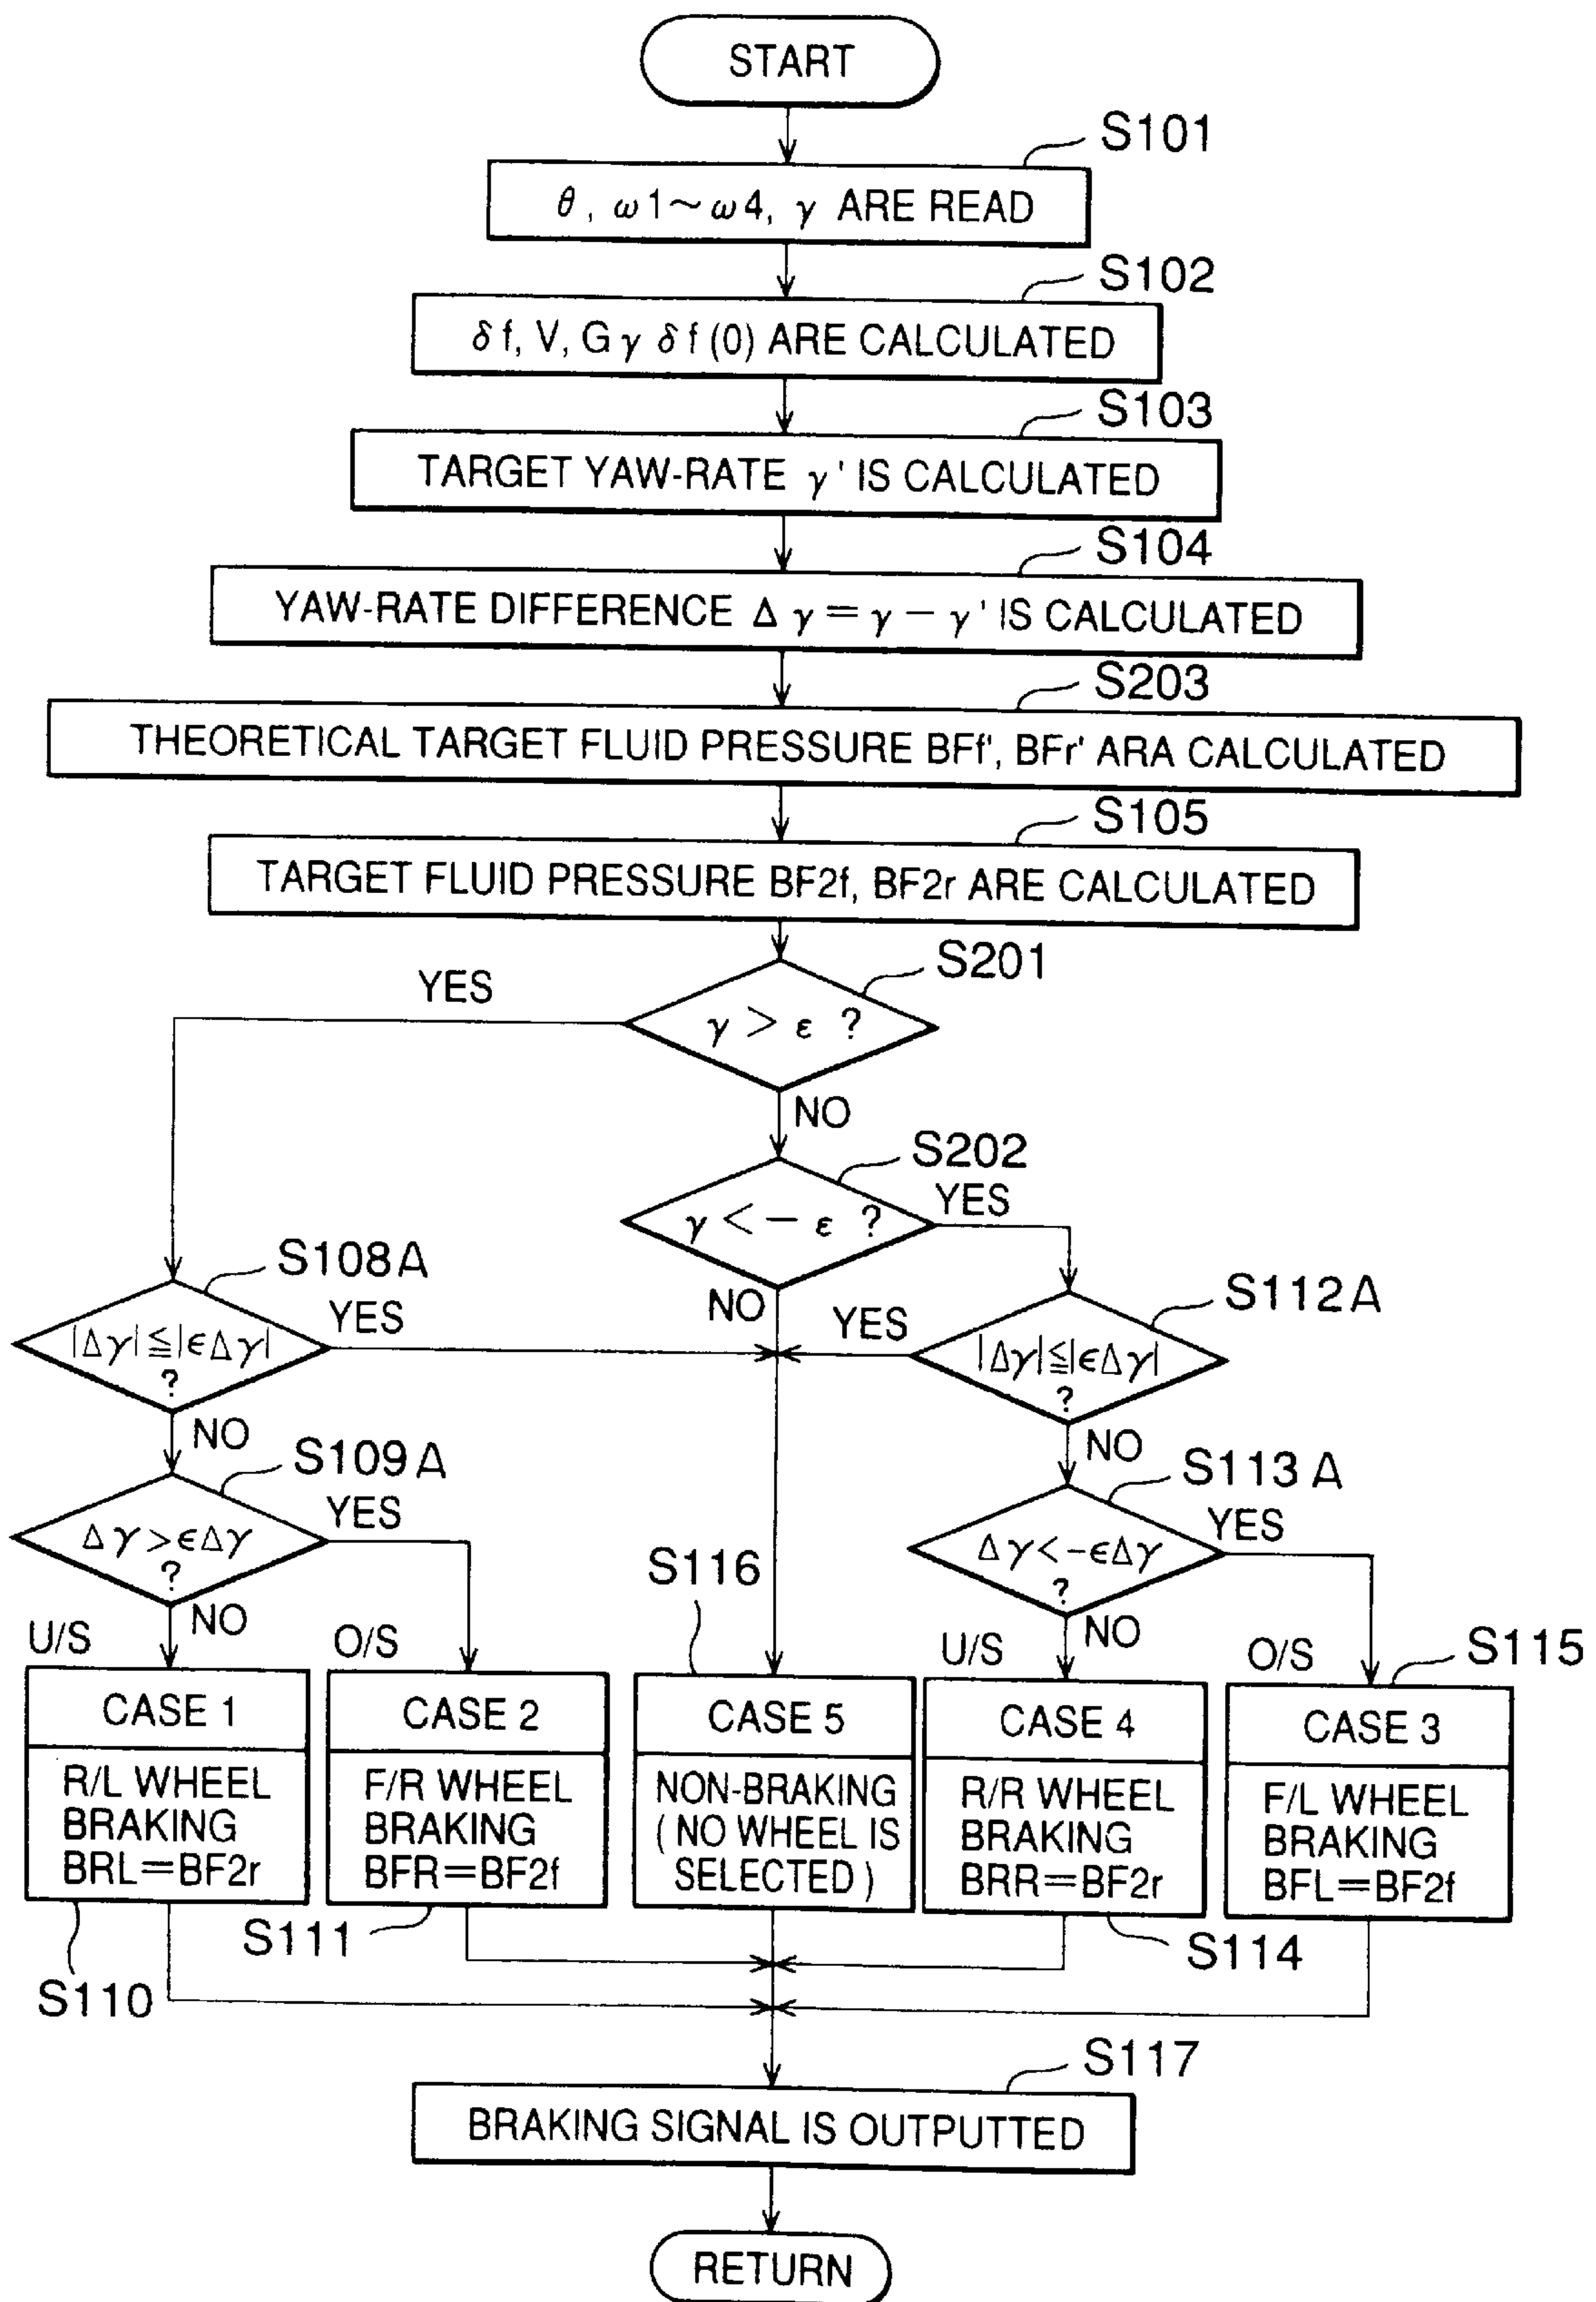 START
S101
θ, ω1~ω4, γ ARE READ
S102
δf, V, Gγδf(0) ARE CALCULATED
S103
TARGET YAW-RATE γ' IS CALCULATED
S104
YAW-RATE DIFFERENCE Δγ=γ-γ' IS CALCULATED
S203
THEORETICAL TARGET FLUID PRESSURE BFf', BFr' ARA CALCULATED
S105
TARGET FLUID PRESSURE BF2f, BF2r ARE CALCULATED
S201
YES
γ > ε ?
NO
S202
YES
γ < - ε ?
NO
S108A
YES
|Δγ|≦|εΔγ|
?
NO
S112A
YES
|Δγ|≦|εΔγ|
?
NO
S109A
YES
Δγ>εΔγ
?
NO
S113A
YES
Δγ<-εΔγ
?
NO
S116
U/S
CASE 1
R/L WHEEL
BRAKING
BRL=BF2r
S110
O/S
CASE 2
F/R WHEEL
BRAKING
BFR=BF2f
S111
CASE 5
NON-BRAKING
(NO WHEEL IS
SELECTED)
U/S
CASE 4
R/R WHEEL
BRAKING
BRR=BF2r
S114
O/S
S115
CASE 3
F/L WHEEL
BRAKING
BFL=BF2f
S117
BRAKING SIGNAL IS OUTPUTTED
RETURN